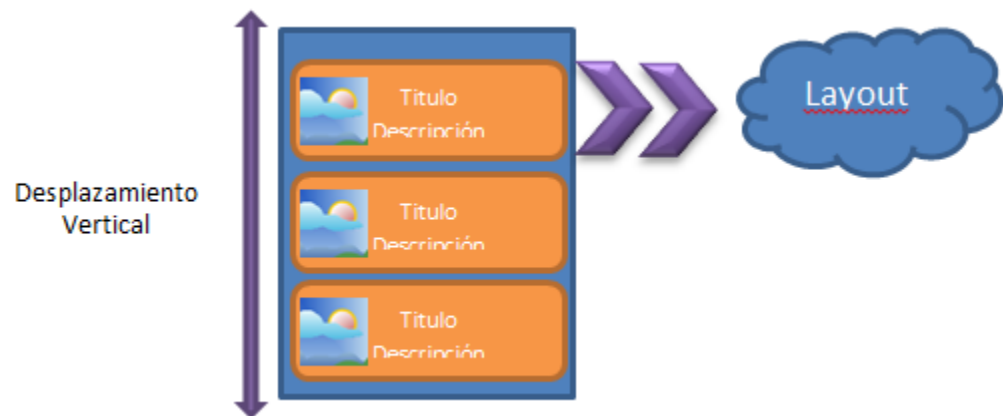 Desplazamiento
Vertical
Titulo
Descripción
Titulo
Descripción
Titulo
Descripción
Layout